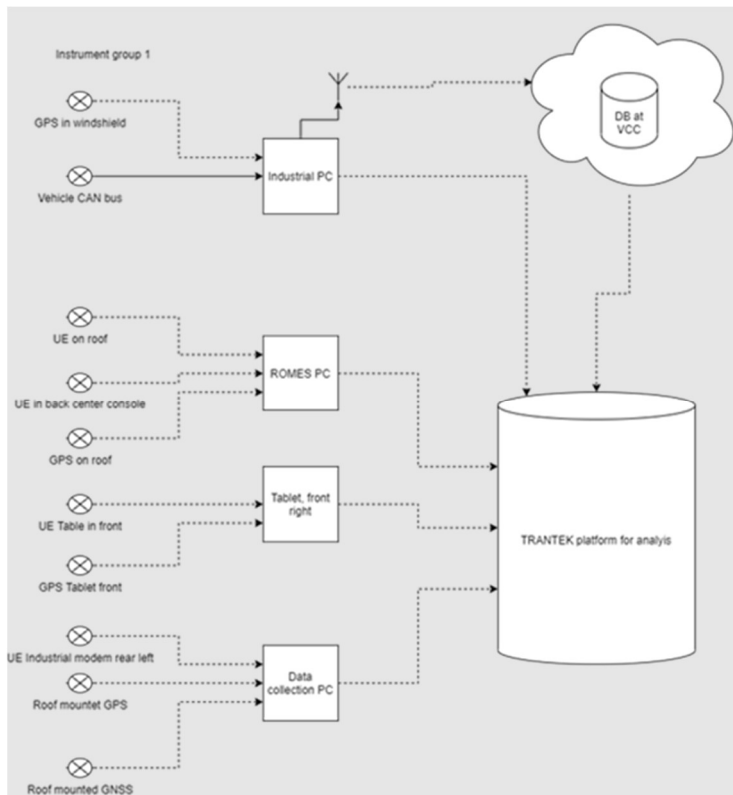 Instrument group 1
GPS in windshield
Vehicle CAN bus
Industrial PC
DB at
VCC
UE on roof
UE in back center console
GPS on roof
ROMES PC
UE Table in front
GPS Tablet front
Tablet, front
right
TRANTEK platform for analyis
UE Industrial modem rear left
Roof mountet GPS
Roof mounted GNSS
Data
collection PC